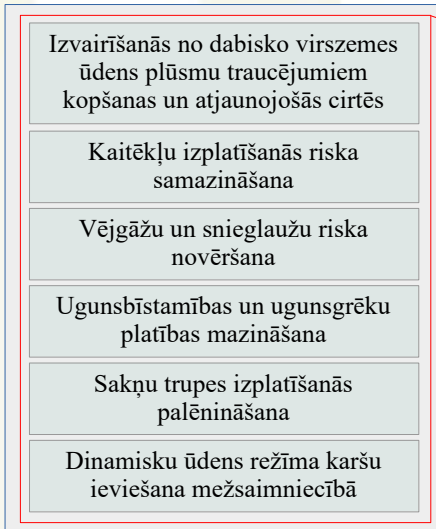 Izvairīšanās no dabisko virszemes
ūdens plūsmu traucējumiem
kopšanas un atjaunojošās cirtēs
Kaitēkļu izplatīšanās riska
samazināšana
Vējgāžu un snieglaužu riska
novēršana
Ugunsbīstamības un ugunsgrēku
platības mazināšana
Sakņu trupes izplatīšanās
palēnināšana
Dinamisku ūdens režīma karšu
ieviešana mežsaimniecībā